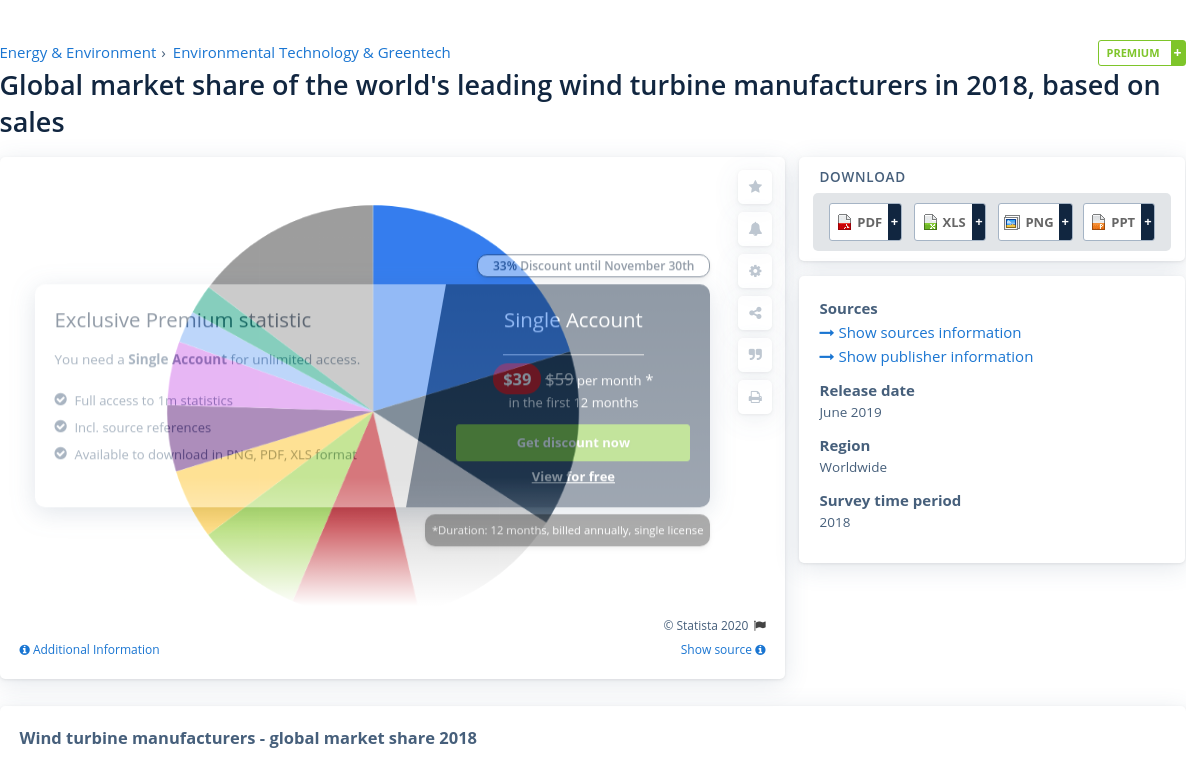 Energy & Environment › Environmental Technology & Greentech
PREMIUM +
Global market share of the world's leading wind turbine manufacturers in 2018, based on
sales
33% Discount until November 30th
Exclusive Premium statistic
You need a Single Account for unlimited access.
Full access to 1m statistics
Incl. source references
Available to download in PNG, PDF, XLS format
Single Account
$39 $59 per month *
in the first 12 months
Get discount now
View for free
*Duration: 12 months, billed annually, single license
© Statista 2020
Additional Information
Show source
DOWNLOAD
PDF + XLS + PNG + PPT +
Sources
Show sources information
Show publisher information
Release date
June 2019
Region
Worldwide
Survey time period
2018
Wind turbine manufacturers - global market share 2018